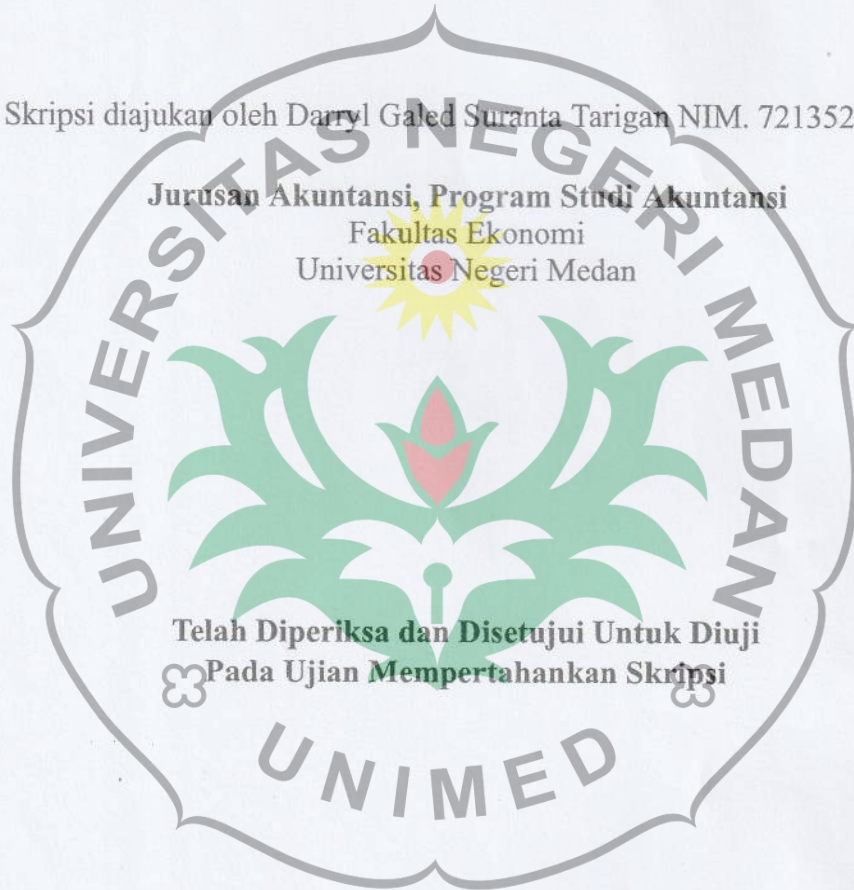 Skripsi diajukan oleh Darryl Galed Suranta Tarigan NIM. 721352
Jurusan Akuntansi, Program Studi Akuntansi
Fakultas Ekonomi
Universitas Negeri Medan
UNIVERSITAS NEGERI MEDAN
Telah Diperiksa dan Disetujui Untuk Diuji
Pada Ujian Mempertahankan Skripsi
UNIMED